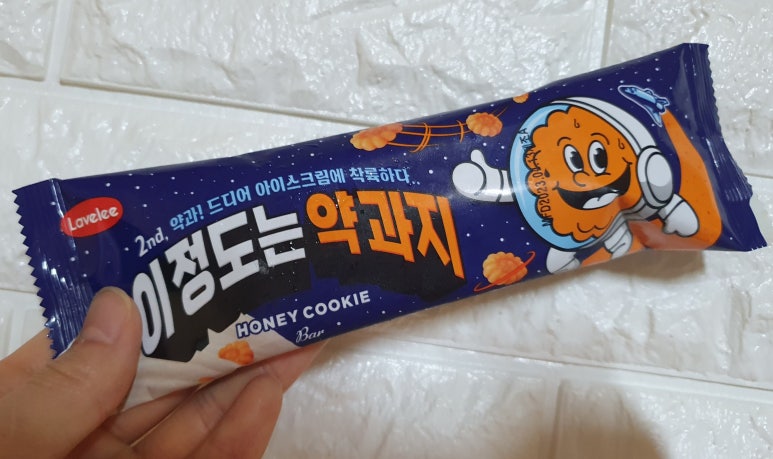 Lavelee
2nd. 약과! 드디어 아이스크림에 착륙하다..
이정도는 약과지
HONEY COOKIE
Bar